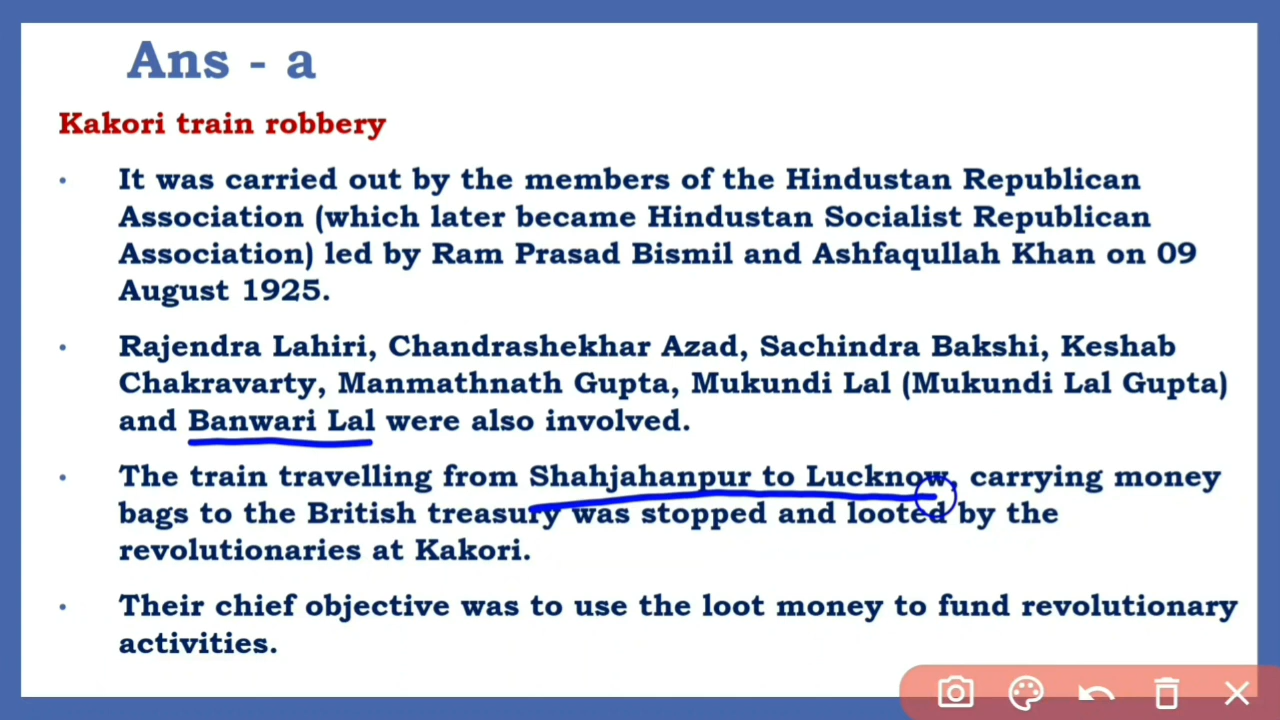 Ans - a
Kakori train robbery
• It was carried out by the members of the Hindustan Republican
Association (which later became Hindustan Socialist Republican
Association) led by Ram Prasad Bismil and Ashfaqullah Khan on 09
August 1925.
• Rajendra Lahiri, Chandrashekhar Azad, Sachindra Bakshi, Keshab
Chakravarty, Manmathnath Gupta, Mukundi Lal (Mukundi Lal Gupta)
and Banwari Lal were also involved.
• The train travelling from Shahjahanpur to Lucknow, carrying money
bags to the British treasury was stopped and looted by the
revolutionaries at Kakori.
• Their chief objective was to use the loot money to fund revolutionary
activities.